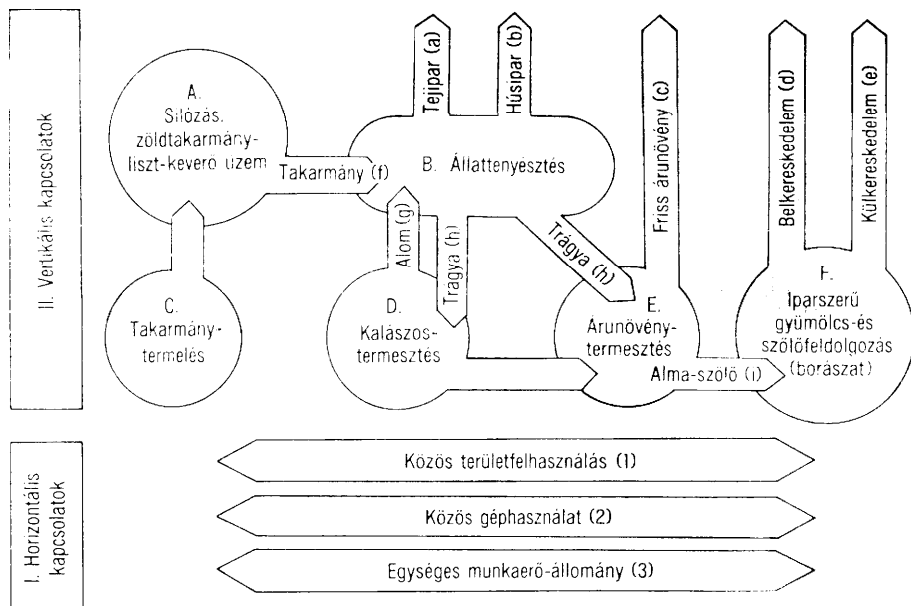 II. Vertikális kapcsolatok
A.
Silózás,
zöldtakarmány-
liszt-keverő üzem
Takarmány (f)
Tejipar (a)
Húsipar (b)
B. Állattenyésztés
Friss árunövény (c)
Belkereskedelem (d)
Külkereskedelem (e)
Alom (g)
Trágya (h)
Trágya (h)
C.
Takarmány-
termelés
D.
Kalászos-
termesztés
E.
Árunövény-
termesztés
Alma-szőlő (i)
F.
Iparszerű
gyümölcs-és
szőlőfeldolgozás
(borászat)
I. Horizontális
kapcsolatok
Közös területfelhasználás (1)
Közös géphasználat (2)
Egységes munkaerő-állomány (3)